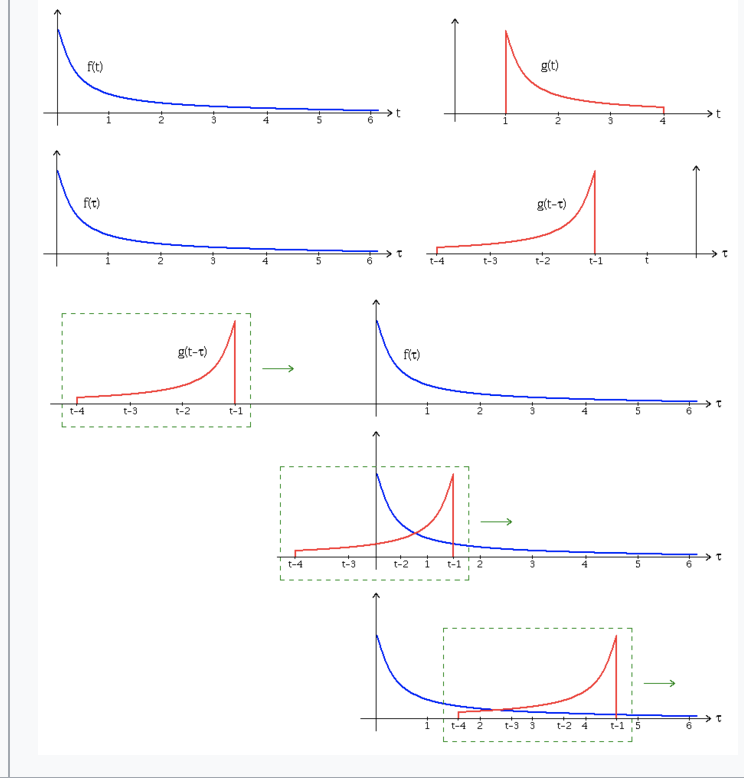 f(t)
g(t)
1 2 3 4 5 6 t
1 2 3 4 t
f(τ)
g(t-τ)
1 2 3 4 5 6 τ
t-4 t-3 t-2 t-1 t τ
g(t-τ)
f(τ)
t-4 t-3 t-2 t-1 1 2 3 4 5 6 τ
t-4 t-3 t-2 1 t-1 2 3 4 5 6 τ
1 t-4 2 t-3 3 t-2 4 t-1 5 6 τ